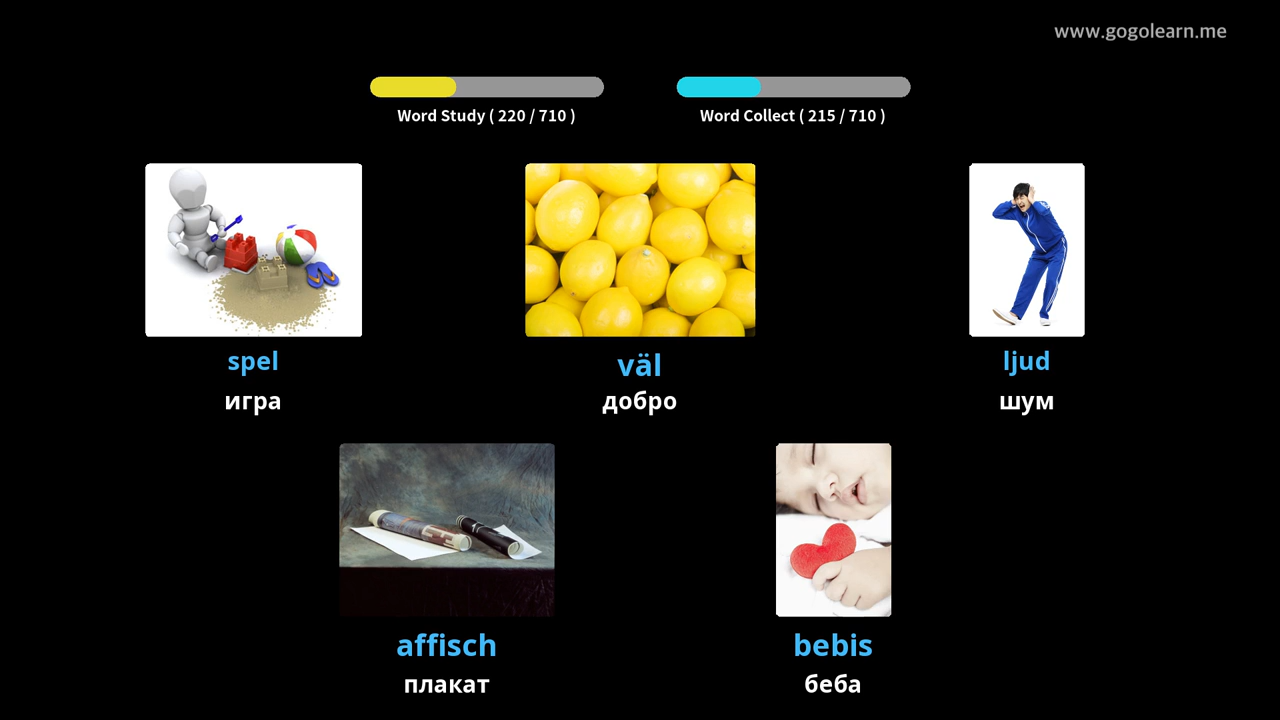 www.gogolearn.me
Word Study ( 220 / 710 )
Word Collect ( 215 / 710 )
spel
игра
väl
добро
ljud
шум
affisch
плакат
bebis
беба